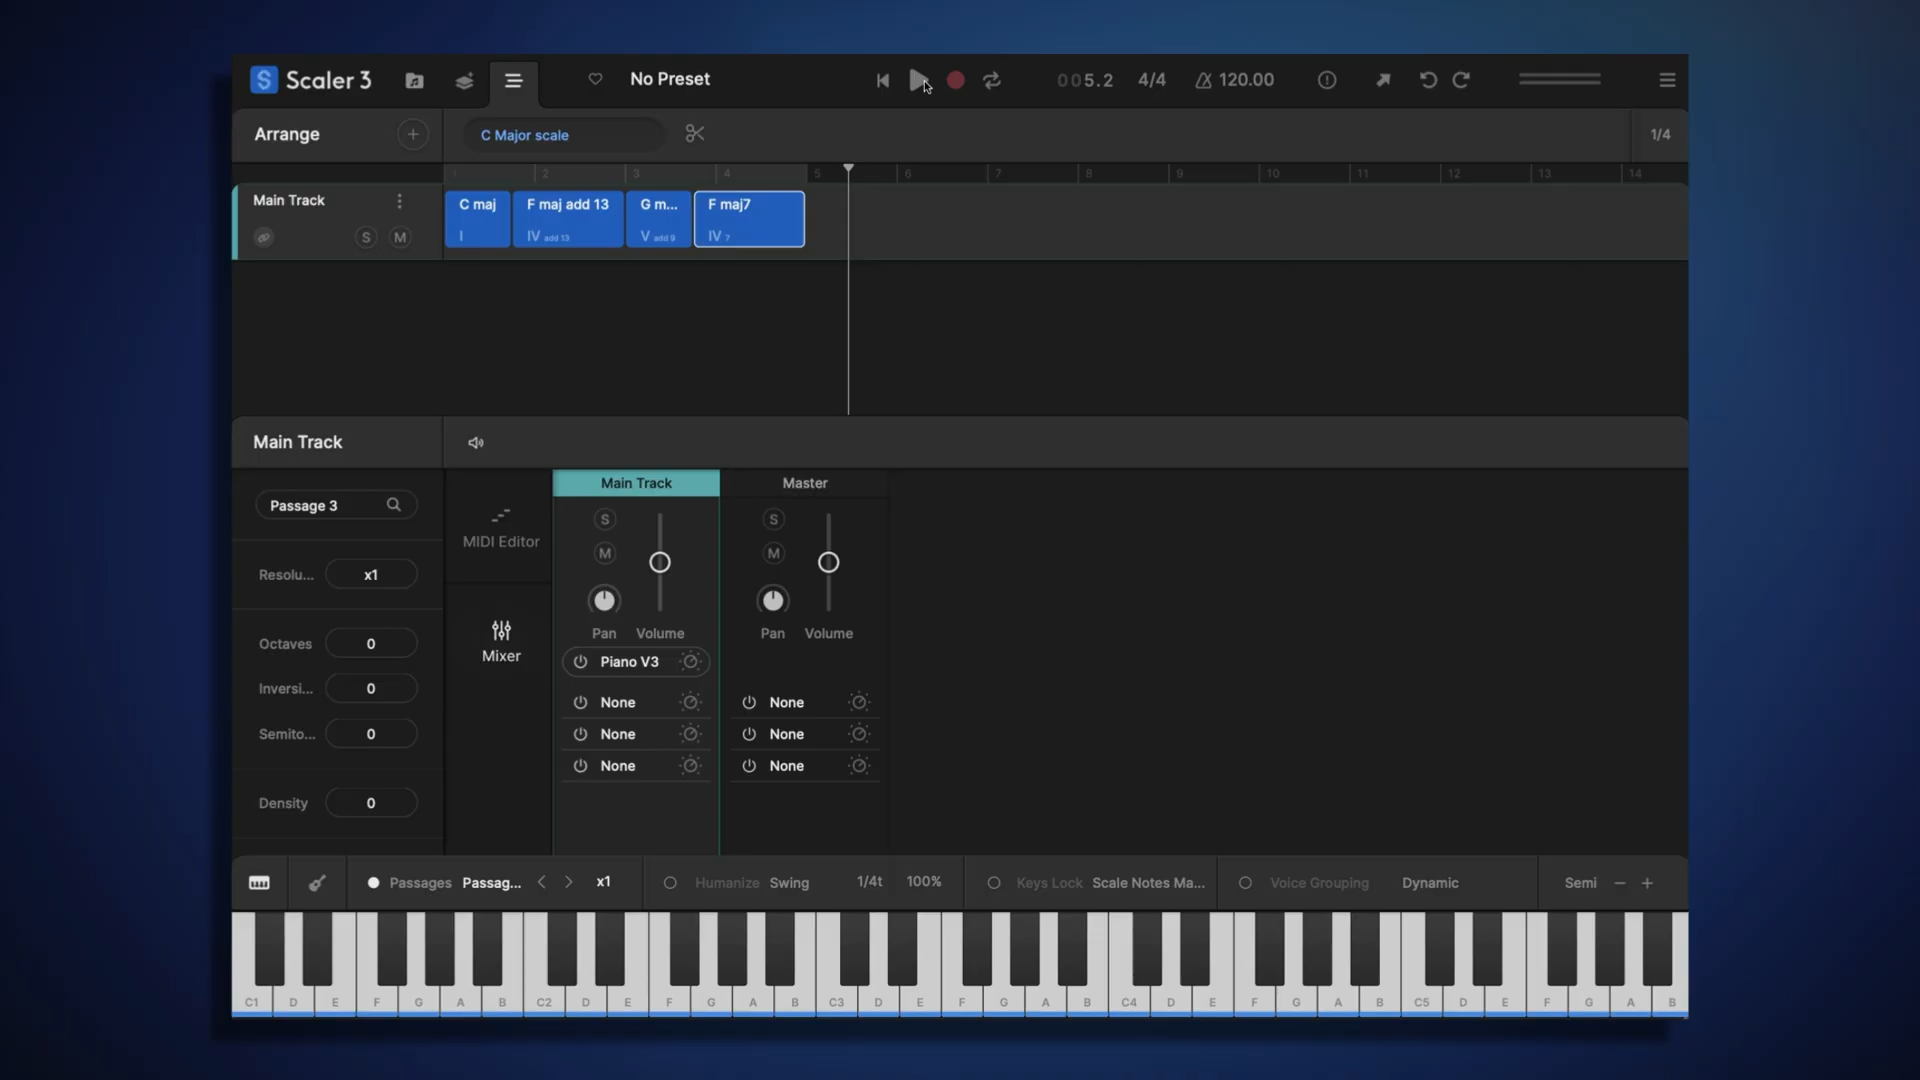 Scaler 3
No Preset
005.2
4/4
120.00
Arrange
C Major scale
1/4
1 2 3 4 5 6 7 8 9 10 11 12 13 14
Main Track
S M
C maj
I
F maj add 13
IV add 13
G m...
V add 9
F maj7
IV 7
Main Track
Passage 3
Resolu... x1
Octaves 0
Inversi... 0
Semito... 0
Density 0
MIDI Editor
Mixer
Main Track
S
M
Pan Volume
Piano V3
None
None
None
Master
S
M
Pan Volume
None
None
None
Passages Passag... x1
Humanize Swing 1/4t 100%
Keys Lock Scale Notes Ma...
Voice Grouping Dynamic
Semi
C1 D E F G A B C2 D E F G A B C3 D E F G A B C4 D E F G A B C5 D E F G A B